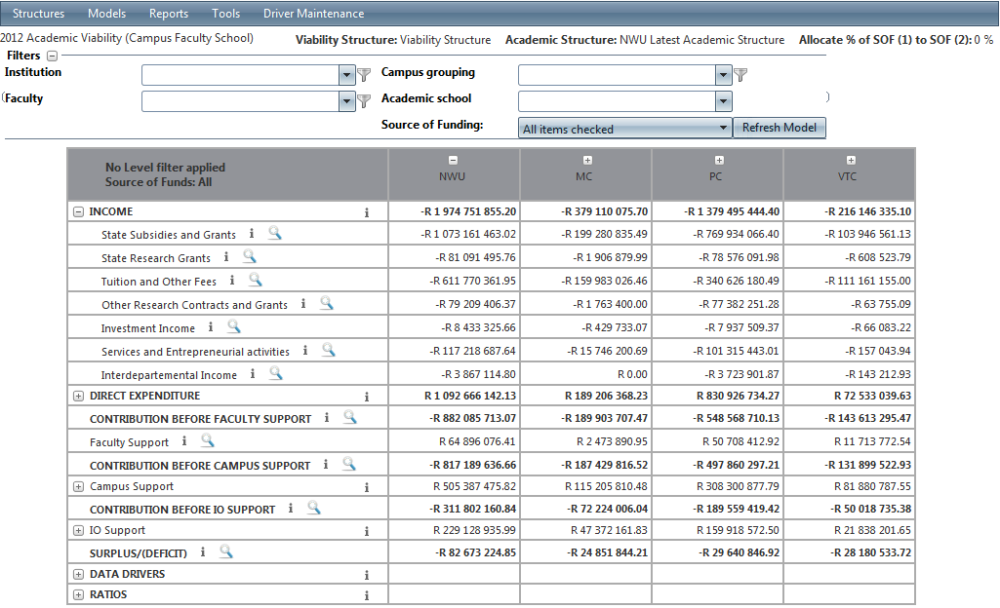 Structures Models Reports Tools Driver Maintenance
2012 Academic Viability (Campus Faculty School) Viability Structure: Viability Structure Academic Structure: NWU Latest Academic Structure Allocate % of SOF (1) to SOF (2): 0 %
Filters
Institution Campus grouping
Faculty Academic school
Source of Funding: All items checked Refresh Model
No Level filter applied
Source of Funds: All
NWU MC PC VTC
INCOME -R 1 974 751 855.20 -R 379 110 075.70 -R 1 379 495 444.40 -R 216 146 335.10
State Subsidies and Grants -R 1 073 161 463.02 -R 199 280 835.49 -R 769 934 066.40 -R 103 946 561.13
State Research Grants -R 81 091 495.76 -R 1 906 879.99 -R 78 576 091.98 -R 608 523.79
Tuition and Other Fees -R 611 770 361.95 -R 159 983 026.46 -R 340 626 180.49 -R 111 161 155.00
Other Research Contracts and Grants -R 79 209 406.37 -R 1 763 400.00 -R 77 382 251.28 -R 63 755.09
Investment Income -R 8 433 325.66 -R 429 733.07 -R 7 937 509.37 -R 66 083.22
Services and Entrepreneurial activities -R 117 218 687.64 -R 15 746 200.69 -R 101 315 443.01 -R 157 043.94
Interdepartemental Income -R 3 867 114.80 R 0.00 -R 3 723 901.87 -R 143 212.93
DIRECT EXPENDITURE R 1 092 666 142.13 R 189 206 368.23 R 830 926 734.27 R 72 533 039.63
CONTRIBUTION BEFORE FACULTY SUPPORT -R 882 085 713.07 -R 189 903 707.47 -R 548 568 710.13 -R 143 613 295.47
Faculty Support R 64 896 076.41 R 2 473 890.95 R 50 708 412.92 R 11 713 772.54
CONTRIBUTION BEFORE CAMPUS SUPPORT -R 817 189 636.66 -R 187 429 816.52 -R 497 860 297.21 -R 131 899 522.93
Campus Support R 505 387 475.82 R 115 205 810.48 R 308 300 877.79 R 81 880 787.55
CONTRIBUTION BEFORE IO SUPPORT -R 311 802 160.84 -R 72 224 006.04 -R 189 559 419.42 -R 50 018 735.38
IO Support R 229 128 935.99 R 47 372 161.83 R 159 918 572.50 R 21 838 201.65
SURPLUS/(DEFICIT) -R 82 673 224.85 -R 24 851 844.21 -R 29 640 846.92 -R 28 180 533.72
DATA DRIVERS
RATIOS